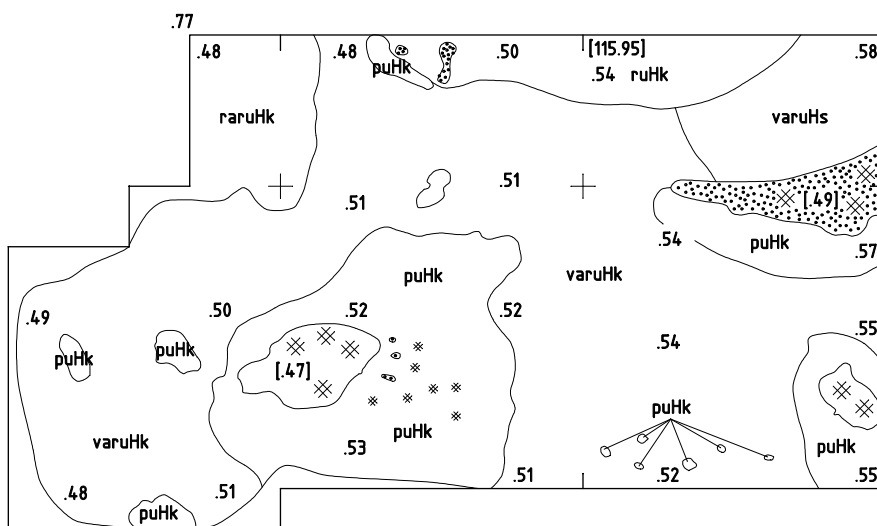 .77
.48 .48 .50 [115.95] .58
puHk .54 ruHk
raruHk varuHs
.51
.51 [.49]
.54 puHk .57
puHk varuHk
.49 .50 .52 .52
.55
.54
puHk puHk
[.47]
puHk
varuHk .53 puHk puHk
.48 .51 .51 .52 .55
puHk